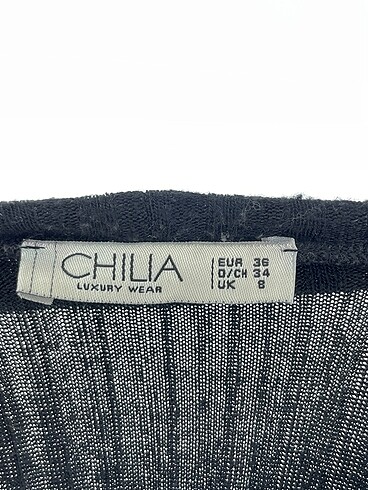 CHILIA
LUXURY WEAR
EUR 36
D/CH 34
UK 8